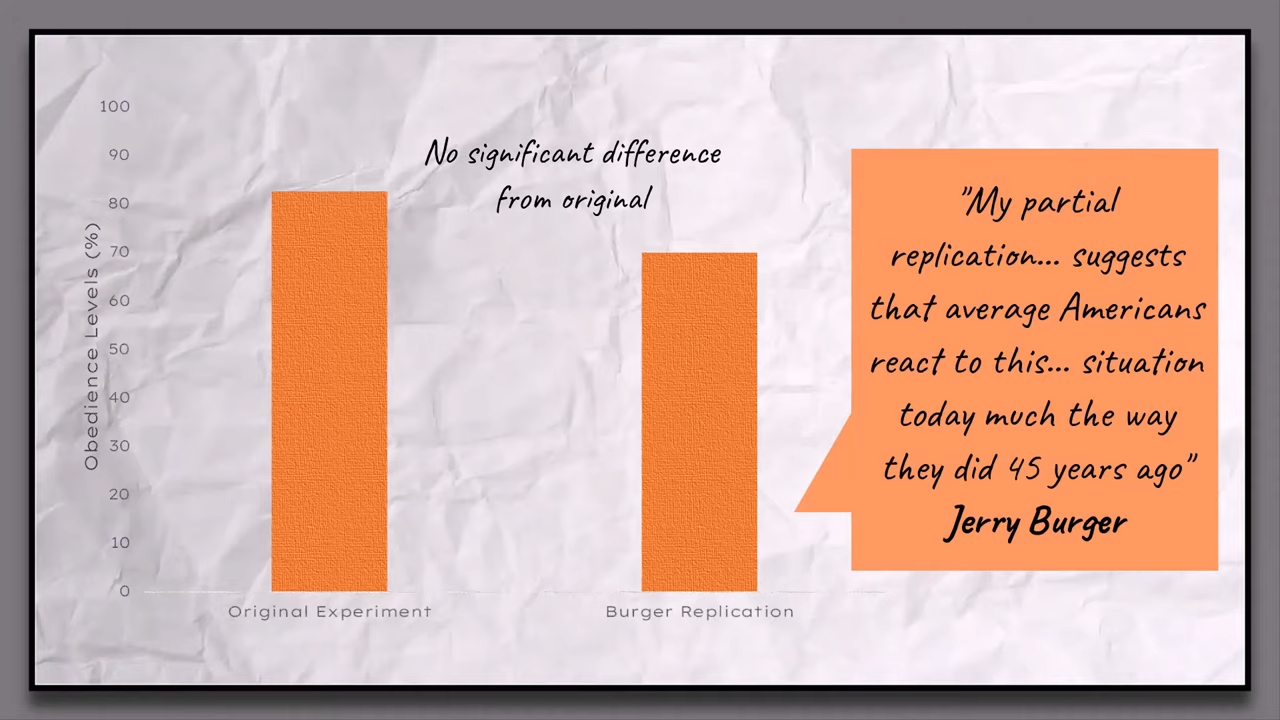 100
90
80
70
60
50
40
30
20
10
0
Obedience Levels (%)
Original Experiment
Burger Replication
No significant difference
from original
"My partial
replication... suggests
that average Americans
react to this... situation
today much the way
they did 45 years ago"
Jerry Burger